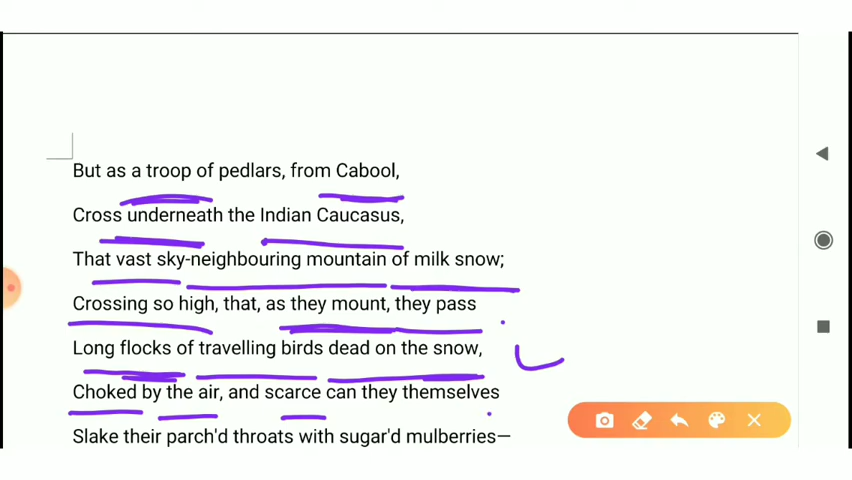 But as a troop of pedlars, from Cabool,
Cross underneath the Indian Caucasus,
That vast sky-neighbouring mountain of milk snow;
Crossing so high, that, as they mount, they pass
Long flocks of travelling birds dead on the snow,
Choked by the air, and scarce can they themselves
Slake their parch'd throats with sugar'd mulberries—